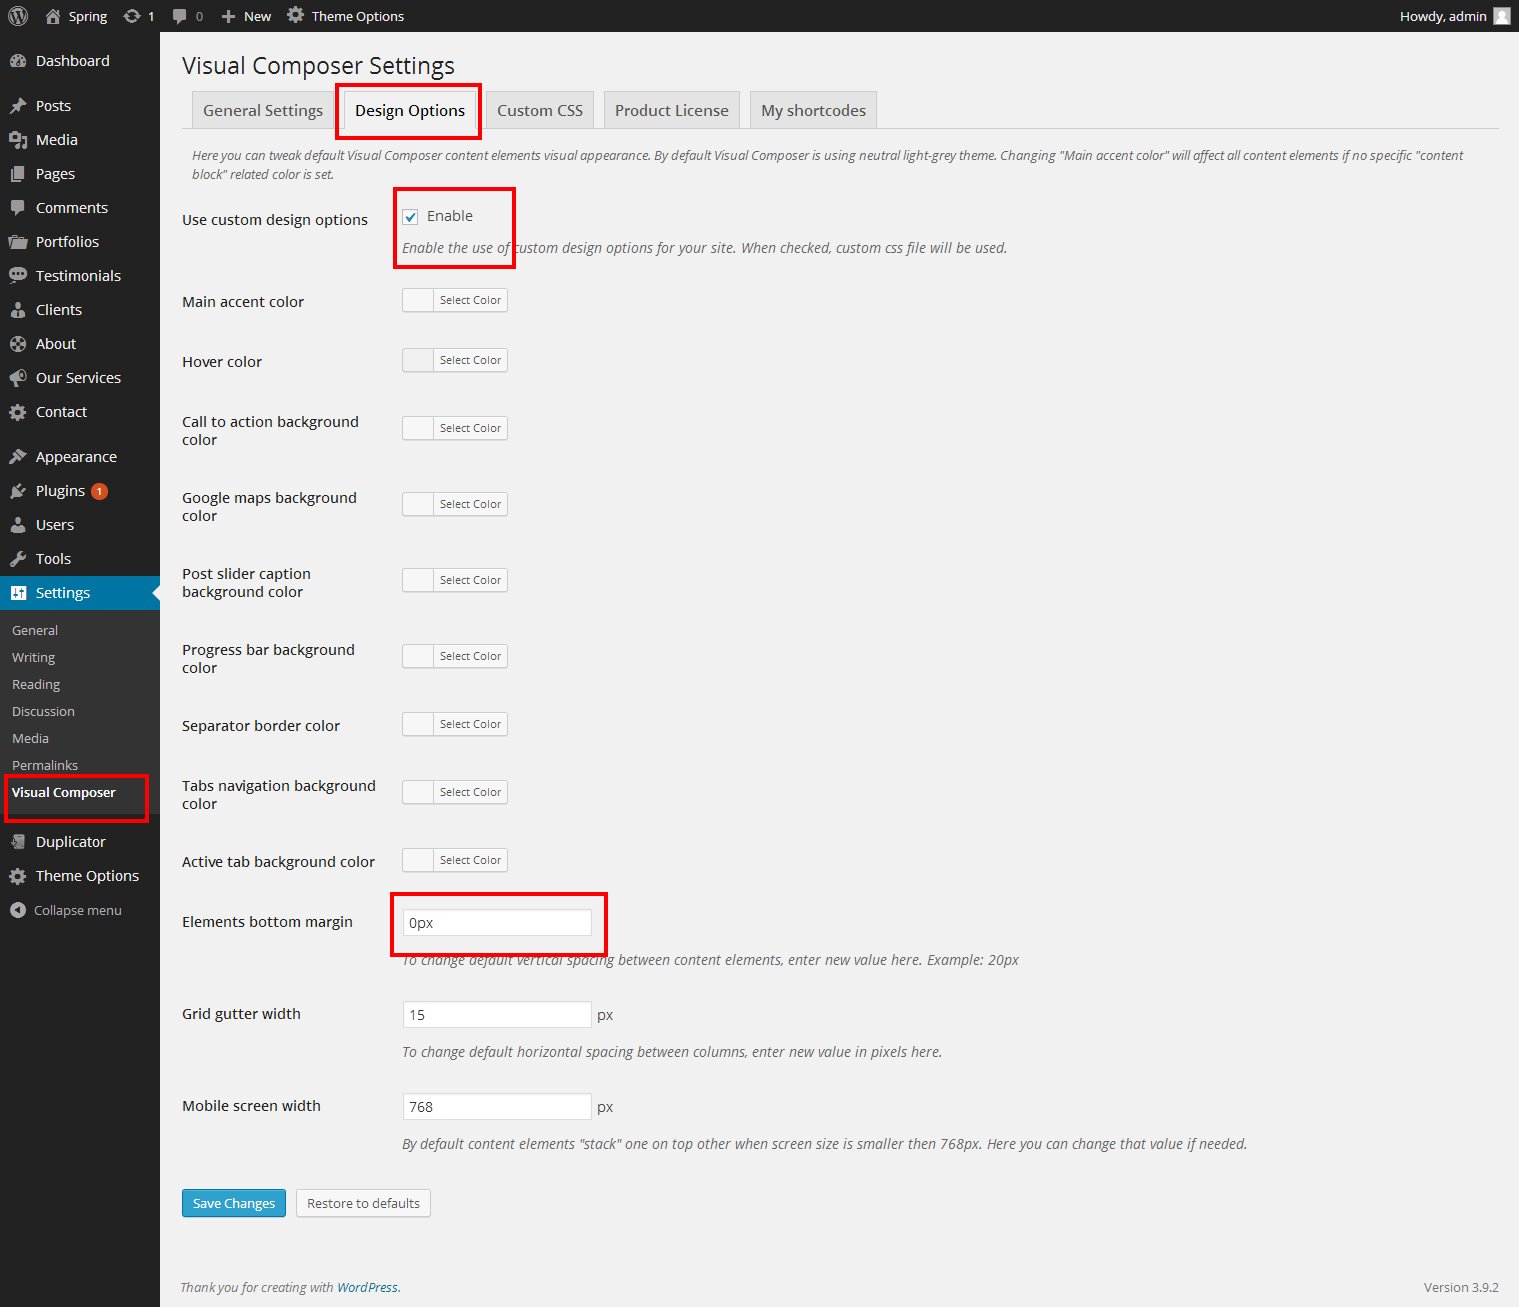 Spring 1 0 New Theme Options Howdy, admin
Dashboard
Posts
Media
Pages
Comments
Portfolios
Testimonials
Clients
About
Our Services
Contact
Appearance
Plugins 1
Users
Tools
Settings
General
Writing
Reading
Discussion
Media
Permalinks
Visual Composer
Duplicator
Theme Options
Collapse menu
Visual Composer Settings
General Settings Design Options Custom CSS Product License My shortcodes
Here you can tweak default Visual Composer content elements visual appearance. By default Visual Composer is using neutral light-grey theme. Changing "Main accent color" will affect all content elements if no specific "content
block" related color is set.
Use custom design options Enable
Enable the use of custom design options for your site. When checked, custom css file will be used.
Main accent color Select Color
Hover color Select Color
Call to action background
color
Select Color
Google maps background
color
Select Color
Post slider caption
background color
Select Color
Progress bar background
color
Select Color
Separator border color Select Color
Tabs navigation background
color
Select Color
Active tab background color Select Color
Elements bottom margin 0px
To change default vertical spacing between content elements, enter new value here. Example: 20px
Grid gutter width 15 px
To change default horizontal spacing between columns, enter new value in pixels here.
Mobile screen width 768 px
By default content elements "stack" one on top other when screen size is smaller then 768px. Here you can change that value if needed.
Save Changes Restore to defaults
Thank you for creating with WordPress. Version 3.9.2